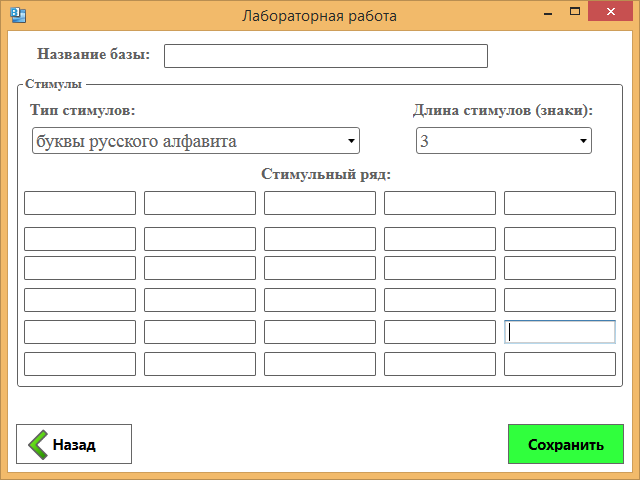 Лабораторная работа
Название базы:
Стимулы
Тип стимулов:
Длина стимулов (знаки):
буквы русского алфавита
3
Стимульный ряд:
Назад
Сохранить